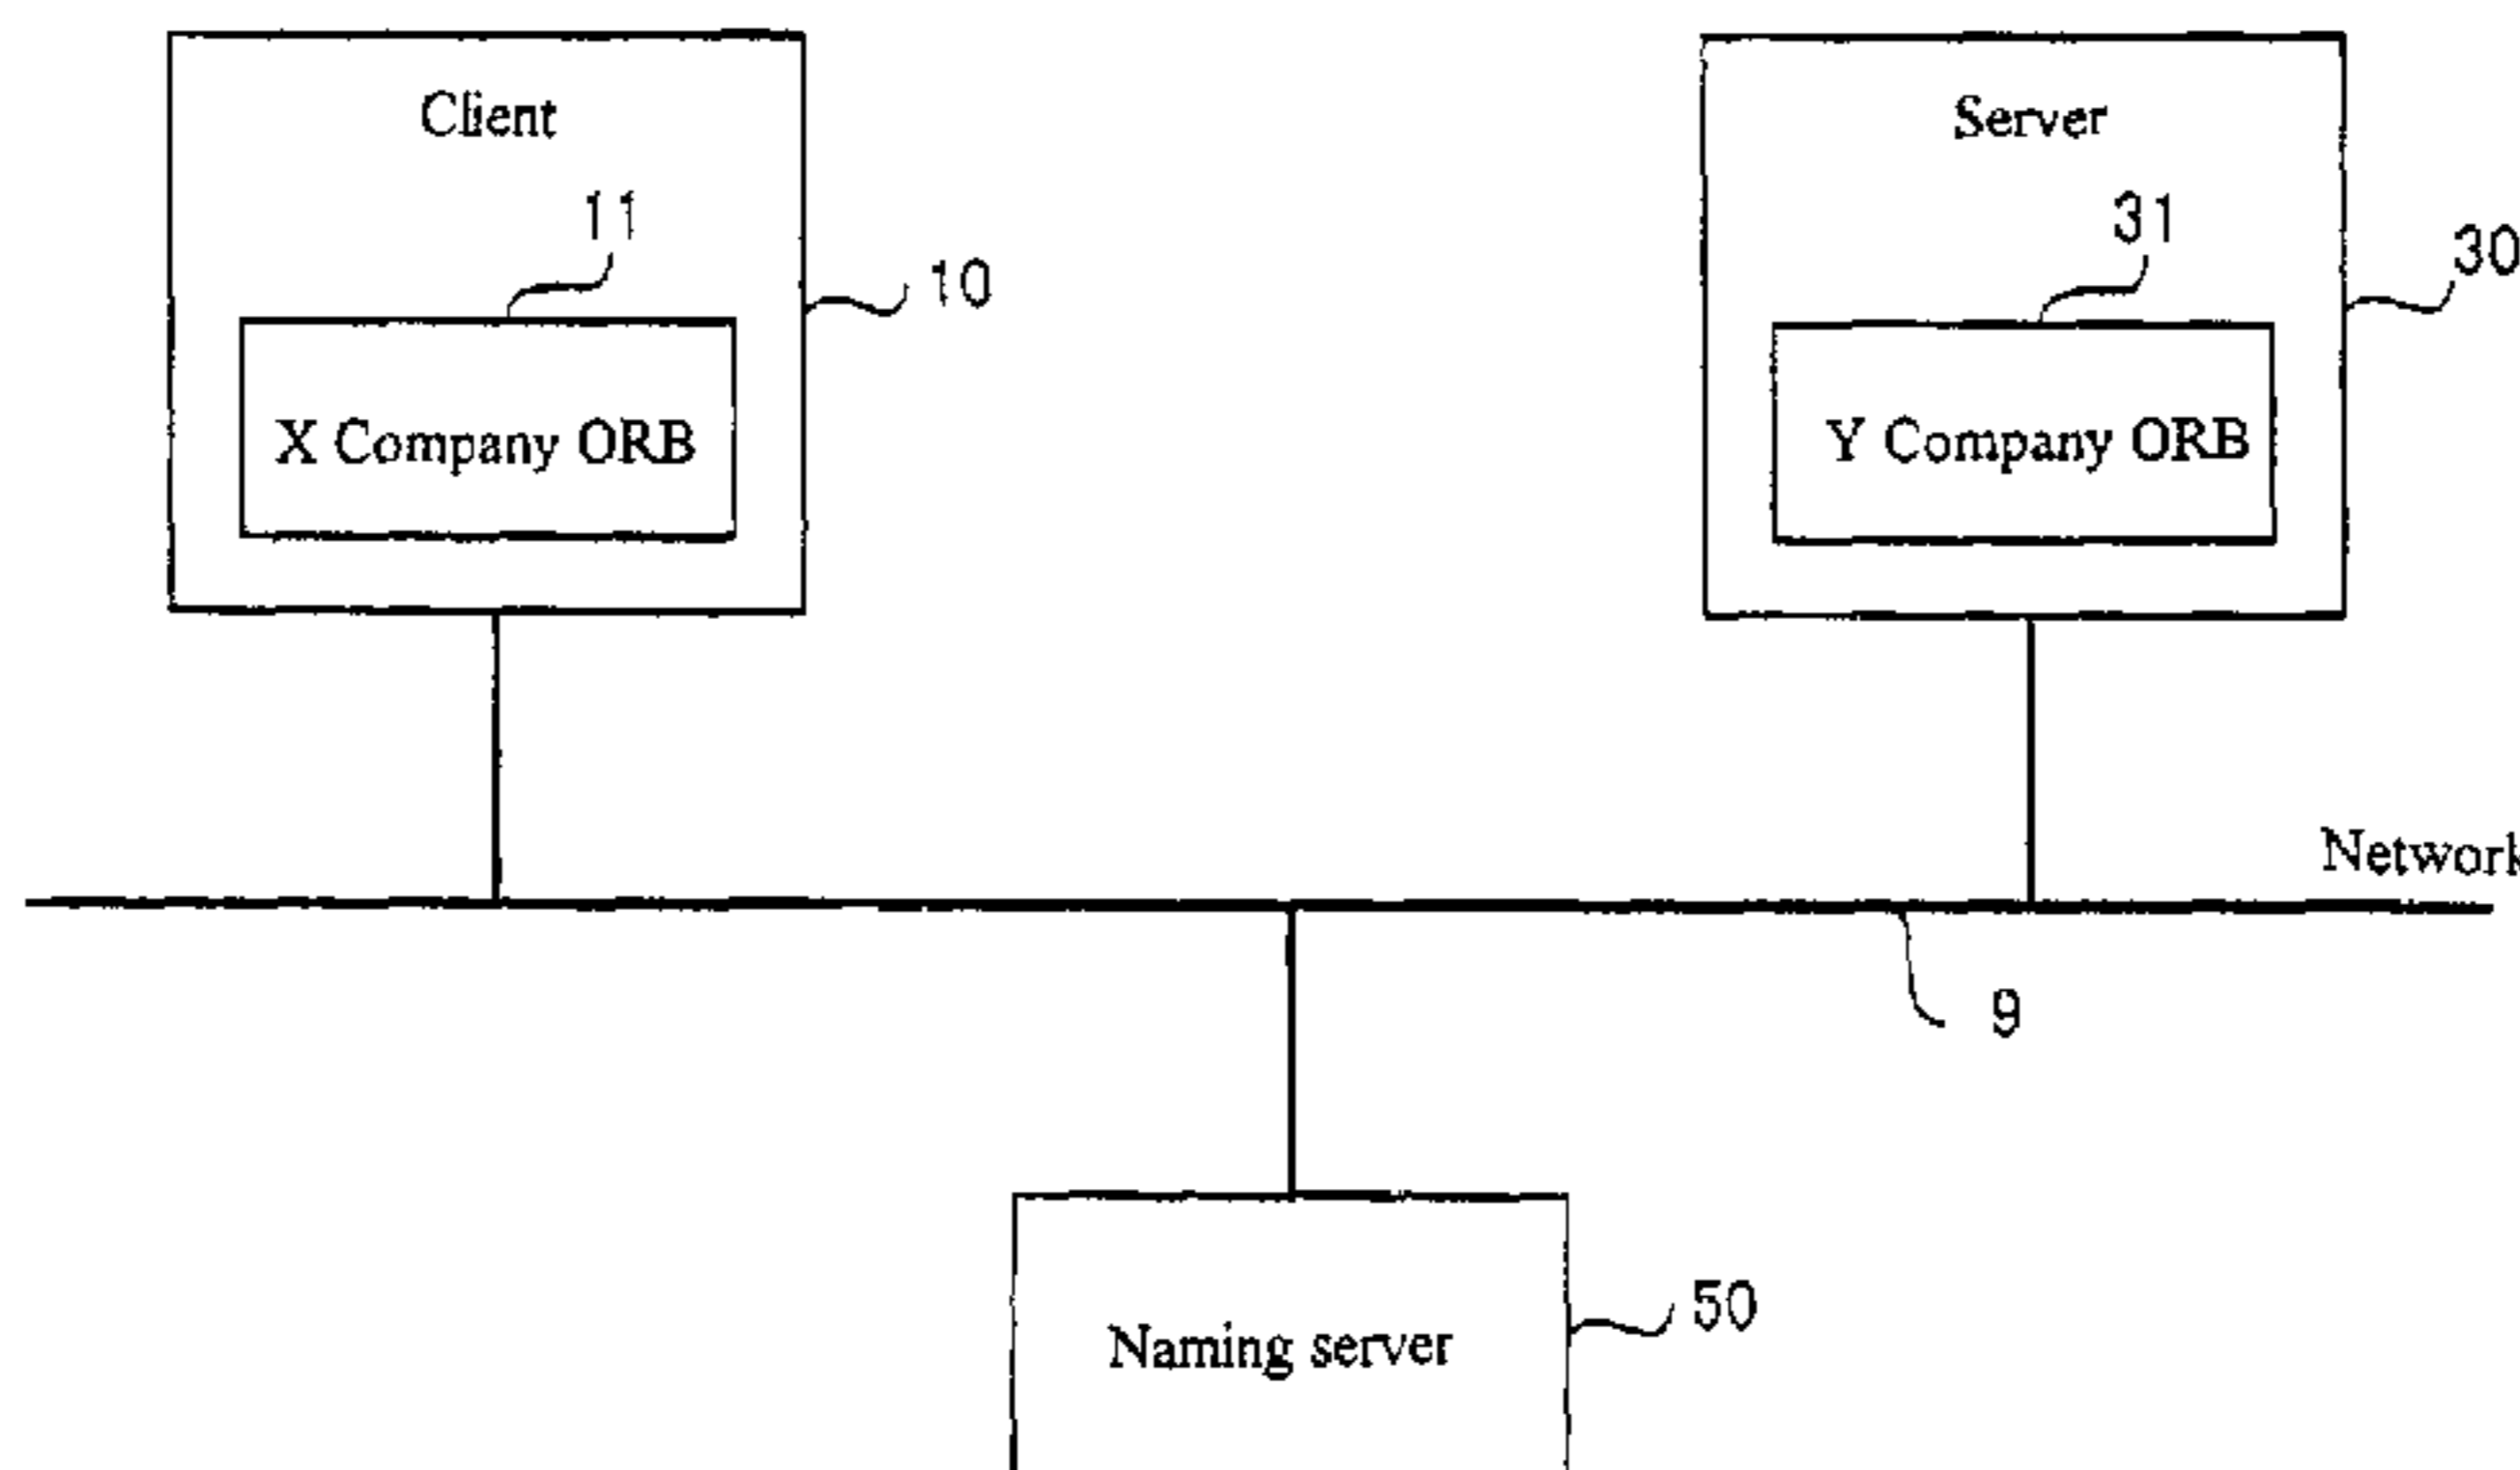 Client
Server
11
31
10
30
X Company ORB
Y Company ORB
Network
9
50
Naming server